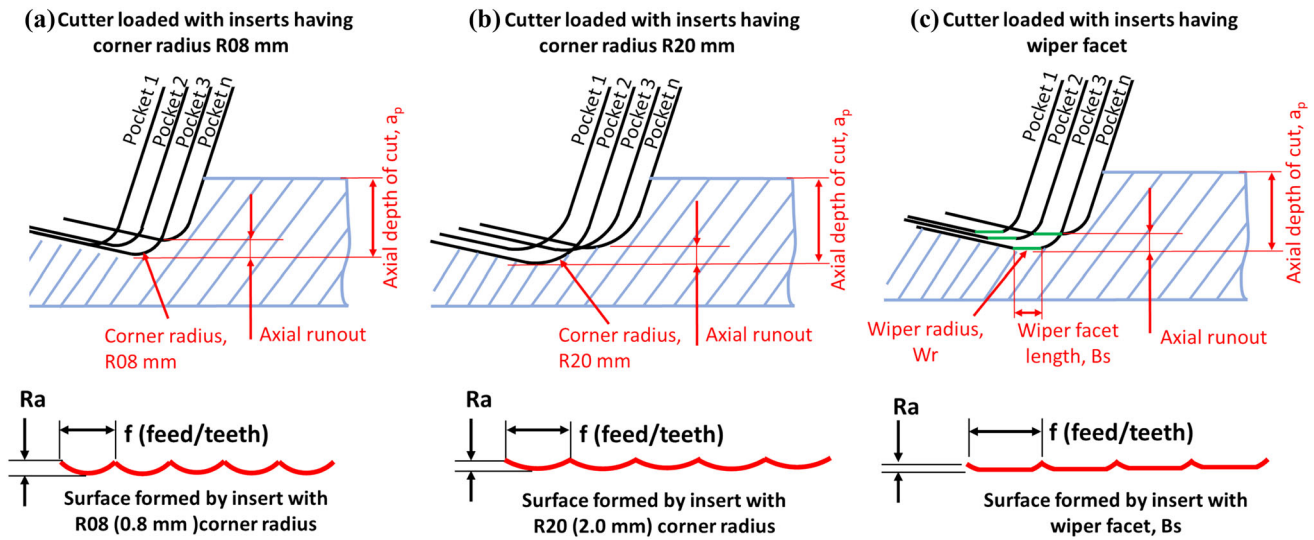 (a) Cutter loaded with inserts having
corner radius R08 mm
Pocket 1
Pocket 2
Pocket 3
Pocket n
Axial depth of cut, aₚ
Corner radius,
R08 mm
Axial runout
Ra
f (feed/teeth)
Surface formed by insert with
R08 (0.8 mm )corner radius
(b) Cutter loaded with inserts having
corner radius R20 mm
Pocket 1
Pocket 2
Pocket 3
Pocket n
Axial depth of cut, aₚ
Corner radius,
R20 mm
Axial runout
Ra
f (feed/teeth)
Surface formed by insert with
R20 (2.0 mm) corner radius
(c) Cutter loaded with inserts having
wiper facet
Pocket 1
Pocket 2
Pocket 3
Pocket n
Axial depth of cut, aₚ
Wiper radius,
Wr
Wiper facet
length, Bs
Axial runout
Ra
f (feed/teeth)
Surface formed by insert with
wiper facet, Bs